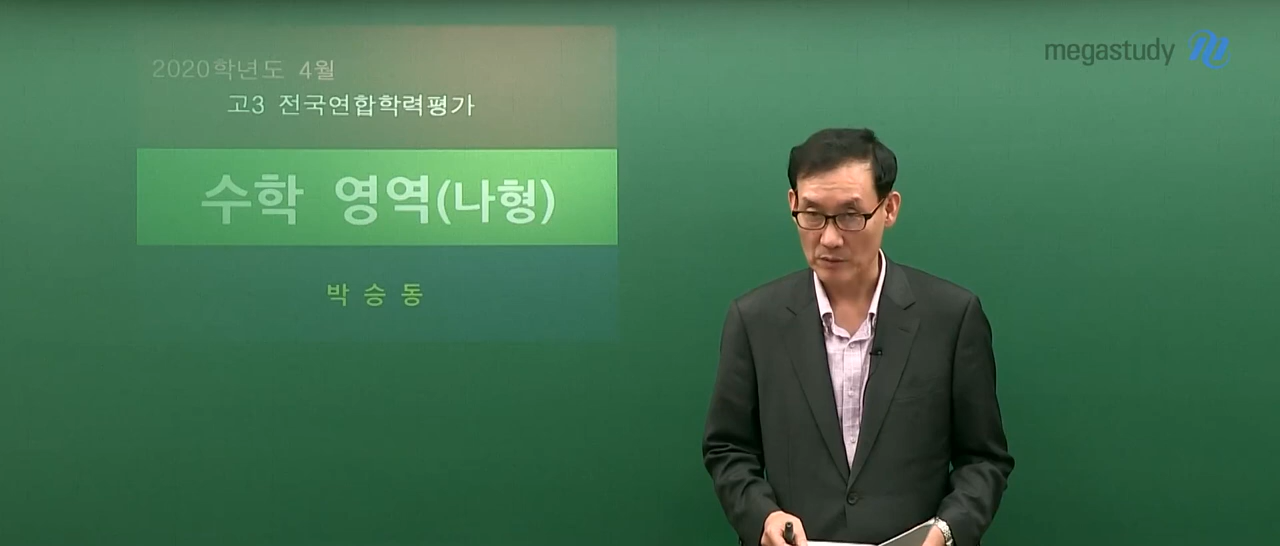 2020학년도 4월
고3 전국연합학력평가
수학 영역(나형)
박 승 동
megastudy